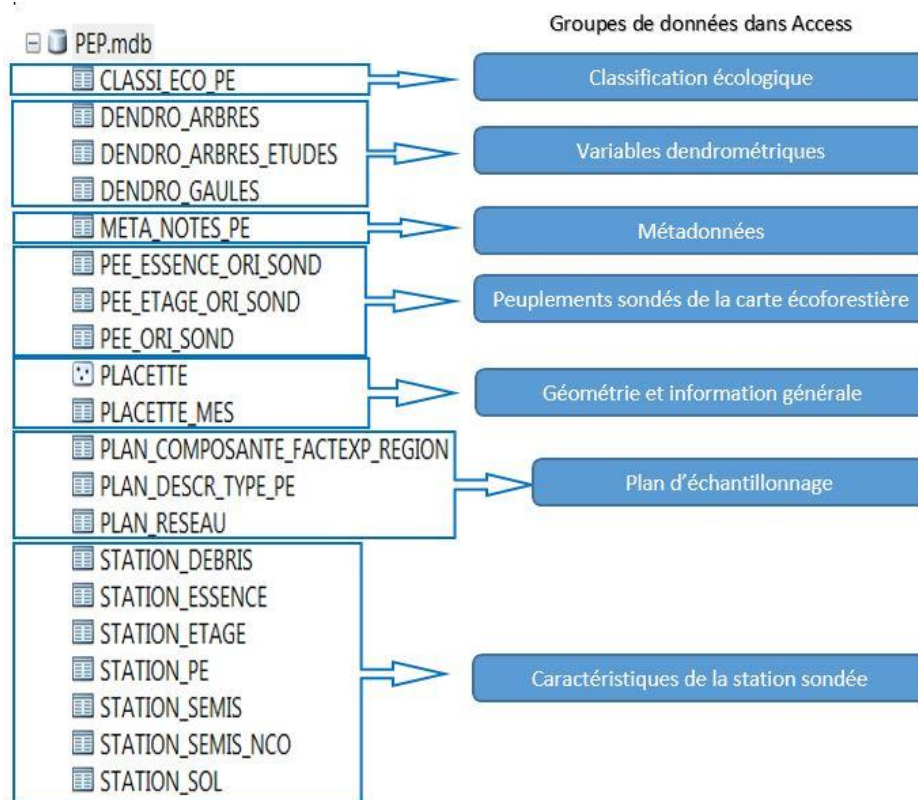 Groupes de données dans Access
PEP.mdb
CLASSI_ECO_PE
Classification écologique
DENDRO_ARBRES
DENDRO_ARBRES_ETUDES
DENDRO_GAULES
Variables dendrométriques
META_NOTES_PE
Métadonnées
PEE_ESSENCE_ORI_SOND
PEE_ETAGE_ORI_SOND
PEE_ORI_SOND
Peuplements sondés de la carte écoforestière
PLACETTE
PLACETTE_MES
Géométrie et information générale
PLAN_COMPOSANTE_FACTEXP_REGION
PLAN_DESCR_TYPE_PE
PLAN_RESEAU
Plan d’échantillonnage
STATION_DEBRIS
STATION_ESSENCE
STATION_ETAGE
STATION_PE
STATION_SEMIS
STATION_SEMIS_NCO
STATION_SOL
Caractéristiques de la station sondée